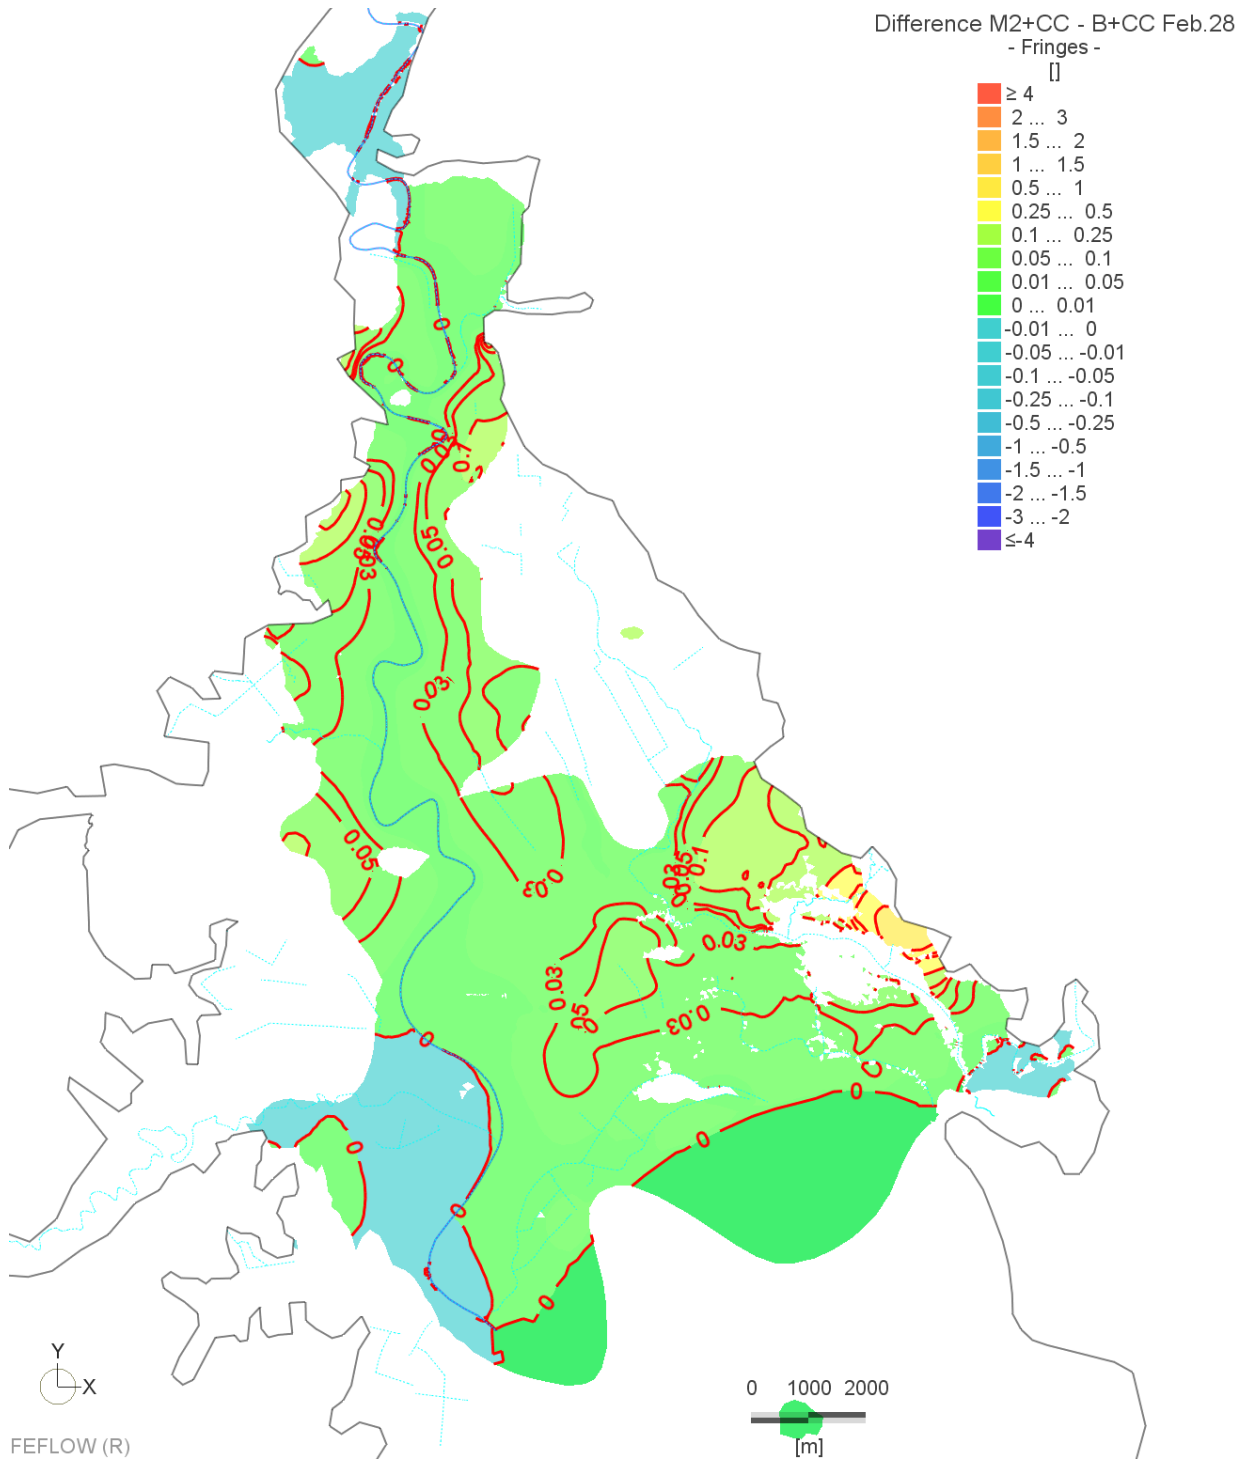 Difference M2+CC - B+CC Feb.28
- Fringes -
[]
≥ 4
2 ... 3
1.5 ... 2
1 ... 1.5
0.5 ... 1
0.25 ... 0.5
0.1 ... 0.25
0.05 ... 0.1
0.01 ... 0.05
0 ... 0.01
-0.01 ... 0
-0.05 ... -0.01
-0.1 ... -0.05
-0.25 ... -0.1
-0.5 ... -0.25
-1 ... -0.5
-1.5 ... -1
-2 ... -1.5
-3 ... -2
≤-4
0
0
0.03
0.1
0.05
0.03
0.05
0.03
0.05
0.1
0.03
0.03
0.03
0
0
0
0
0
0
Y
X
0 1000 2000
[m]
FEFLOW (R)